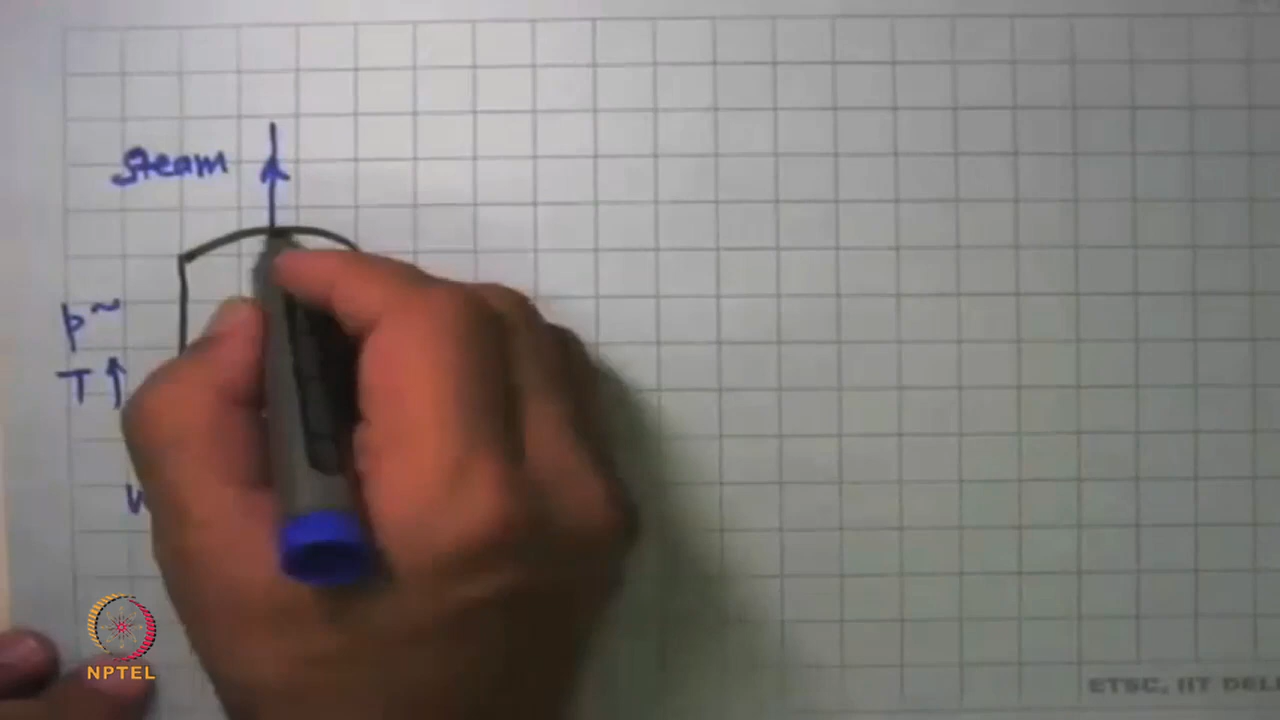 Steam
p~
T ↑
NPTEL
ETSC, IIT DEL